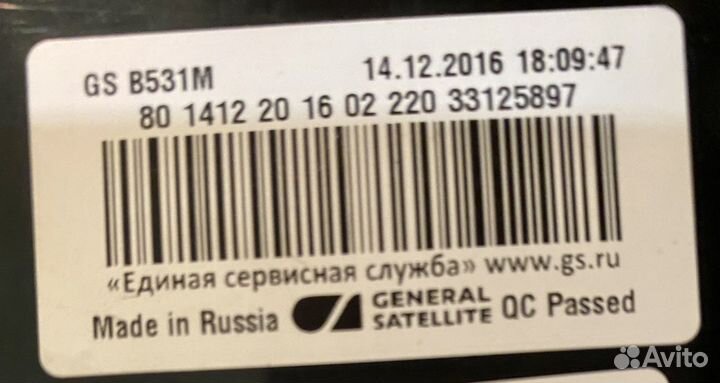 GS B531M 14.12.2016 18:09:47
80 1412 20 16 02 220 33125897
«Единая сервисная служба» www.gs.ru
Made in Russia GENERAL SATELLITE QC Passed
Avito